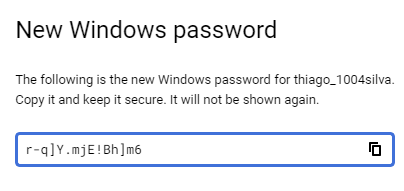 New Windows password
The following is the new Windows password for thiago_1004silva.
Copy it and keep it secure. It will not be shown again.
r-q]Y.mjE!Bh]m6